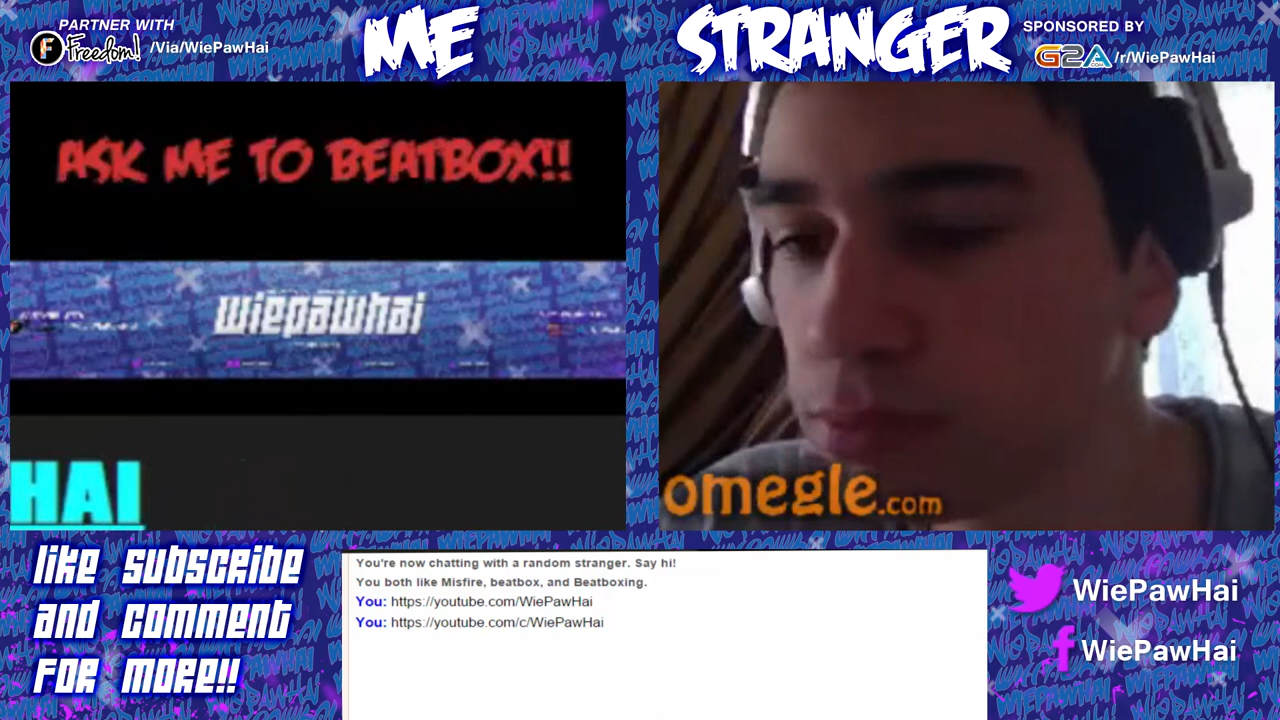 PARTNER WITH
Freedom! /Via/WiePawHai
ME
STRANGER
SPONSORED BY
G2A.COM /r/WiePawHai
ASK ME TO BEATBOX!!
wiepawhai
HAI
omegle.com
like subscribe
and comment
for more!!
You're now chatting with a random stranger. Say hi!
You both like Misfire, beatbox, and Beatboxing.
You: https://youtube.com/WiePawHai
You: https://youtube.com/c/WiePawHai
WiePawHai
WiePawHai